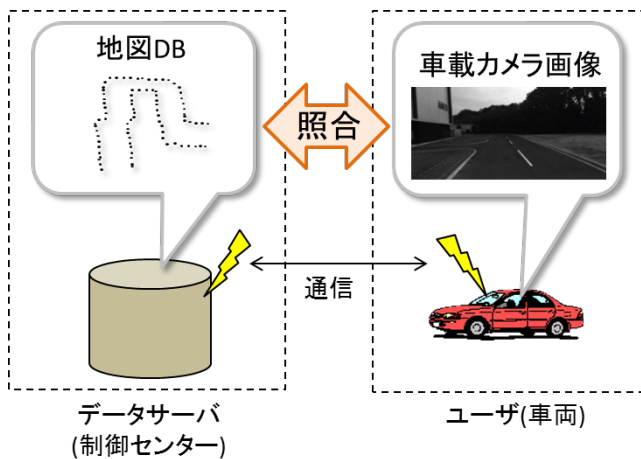 地図DB
照合
車載カメラ画像
通信
データサーバ
(制御センター)
ユーザ(車両)